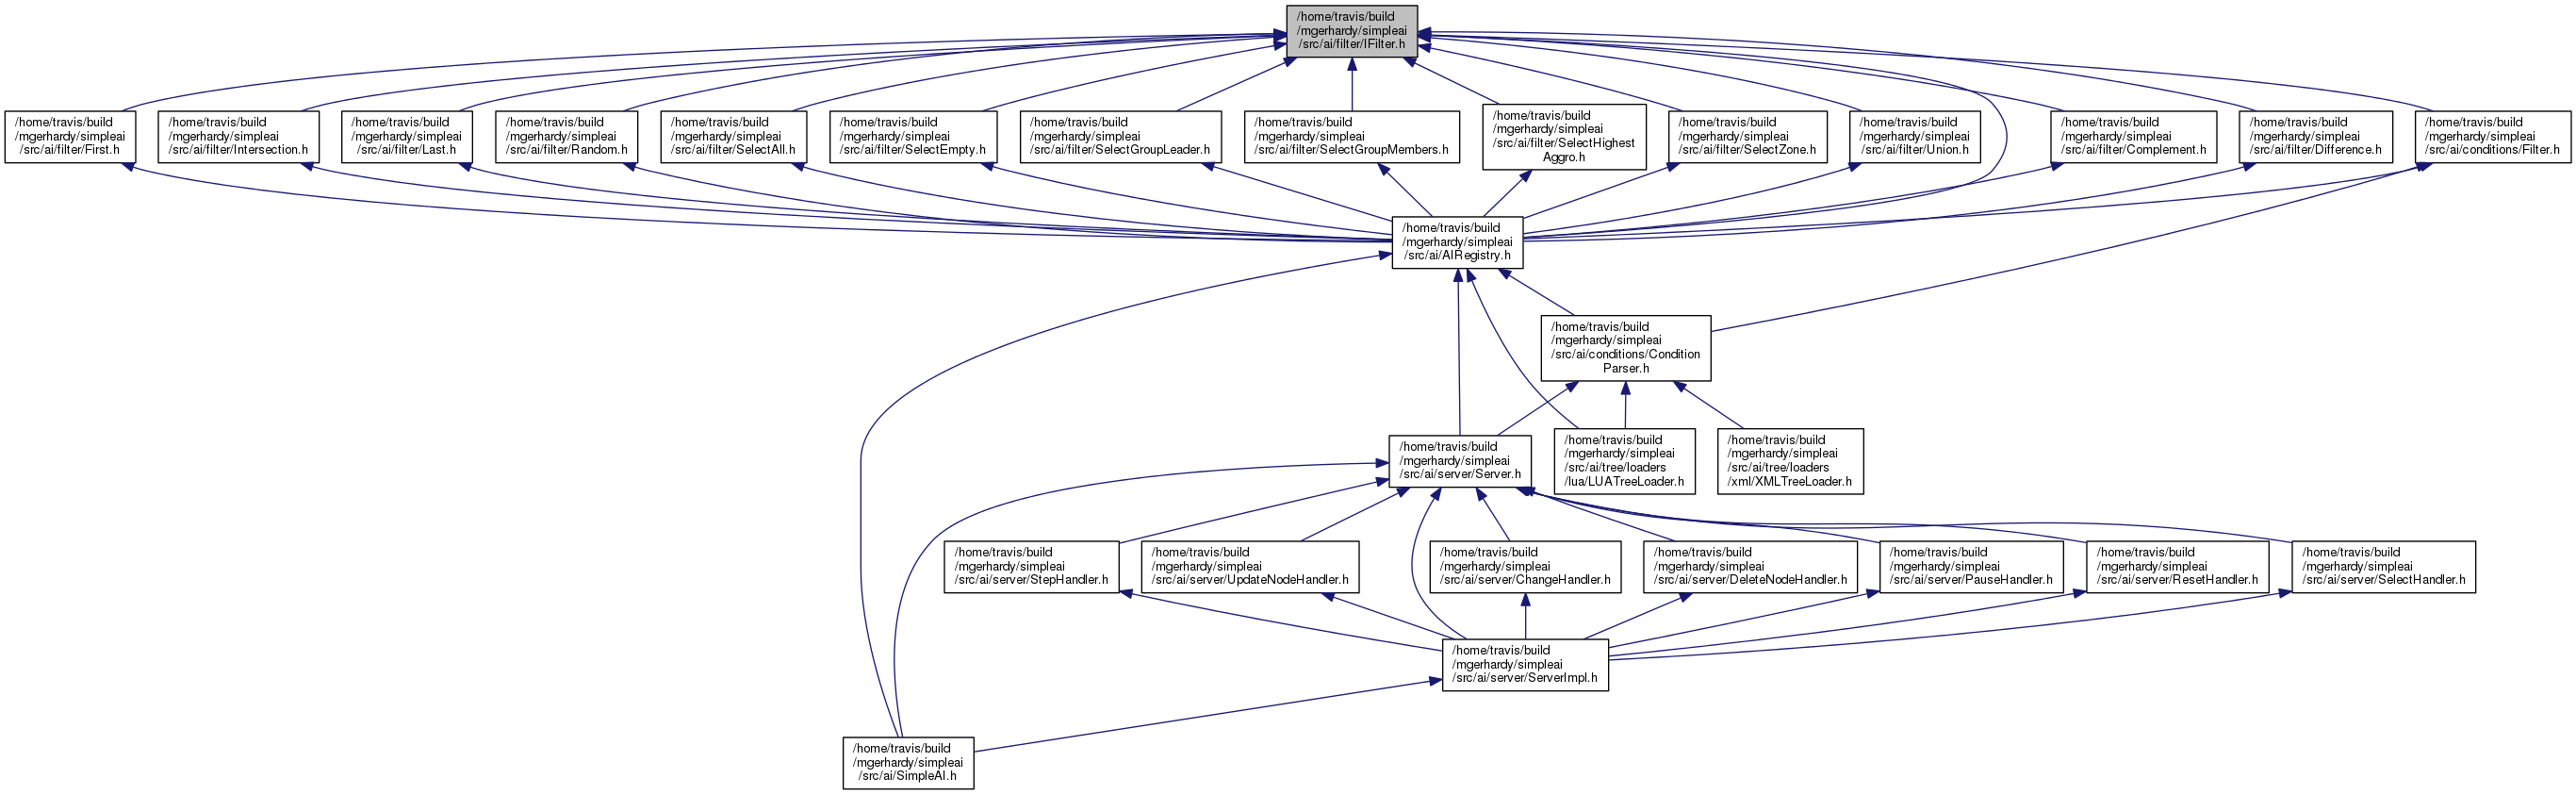 /home/travis/build
/mgerhardy/simpleai
/src/ai/filter/IFilter.h
/home/travis/build
/mgerhardy/simpleai
/src/ai/filter/First.h
/home/travis/build
/mgerhardy/simpleai
/src/ai/filter/Intersection.h
/home/travis/build
/mgerhardy/simpleai
/src/ai/filter/Last.h
/home/travis/build
/mgerhardy/simpleai
/src/ai/filter/Random.h
/home/travis/build
/mgerhardy/simpleai
/src/ai/filter/SelectAll.h
/home/travis/build
/mgerhardy/simpleai
/src/ai/filter/SelectEmpty.h
/home/travis/build
/mgerhardy/simpleai
/src/ai/filter/SelectGroupLeader.h
/home/travis/build
/mgerhardy/simpleai
/src/ai/filter/SelectGroupMembers.h
/home/travis/build
/mgerhardy/simpleai
/src/ai/filter/SelectHighest
Aggro.h
/home/travis/build
/mgerhardy/simpleai
/src/ai/filter/SelectZone.h
/home/travis/build
/mgerhardy/simpleai
/src/ai/filter/Union.h
/home/travis/build
/mgerhardy/simpleai
/src/ai/filter/Complement.h
/home/travis/build
/mgerhardy/simpleai
/src/ai/filter/Difference.h
/home/travis/build
/mgerhardy/simpleai
/src/ai/conditions/Filter.h
/home/travis/build
/mgerhardy/simpleai
/src/ai/AIRegistry.h
/home/travis/build
/mgerhardy/simpleai
/src/ai/conditions/Condition
Parser.h
/home/travis/build
/mgerhardy/simpleai
/src/ai/server/Server.h
/home/travis/build
/mgerhardy/simpleai
/src/ai/tree/loaders
/lua/LUATreeLoader.h
/home/travis/build
/mgerhardy/simpleai
/src/ai/tree/loaders
/xml/XMLTreeLoader.h
/home/travis/build
/mgerhardy/simpleai
/src/ai/server/StepHandler.h
/home/travis/build
/mgerhardy/simpleai
/src/ai/server/UpdateNodeHandler.h
/home/travis/build
/mgerhardy/simpleai
/src/ai/server/ChangeHandler.h
/home/travis/build
/mgerhardy/simpleai
/src/ai/server/DeleteNodeHandler.h
/home/travis/build
/mgerhardy/simpleai
/src/ai/server/PauseHandler.h
/home/travis/build
/mgerhardy/simpleai
/src/ai/server/ResetHandler.h
/home/travis/build
/mgerhardy/simpleai
/src/ai/server/SelectHandler.h
/home/travis/build
/mgerhardy/simpleai
/src/ai/server/ServerImpl.h
/home/travis/build
/mgerhardy/simpleai
/src/ai/SimpleAI.h